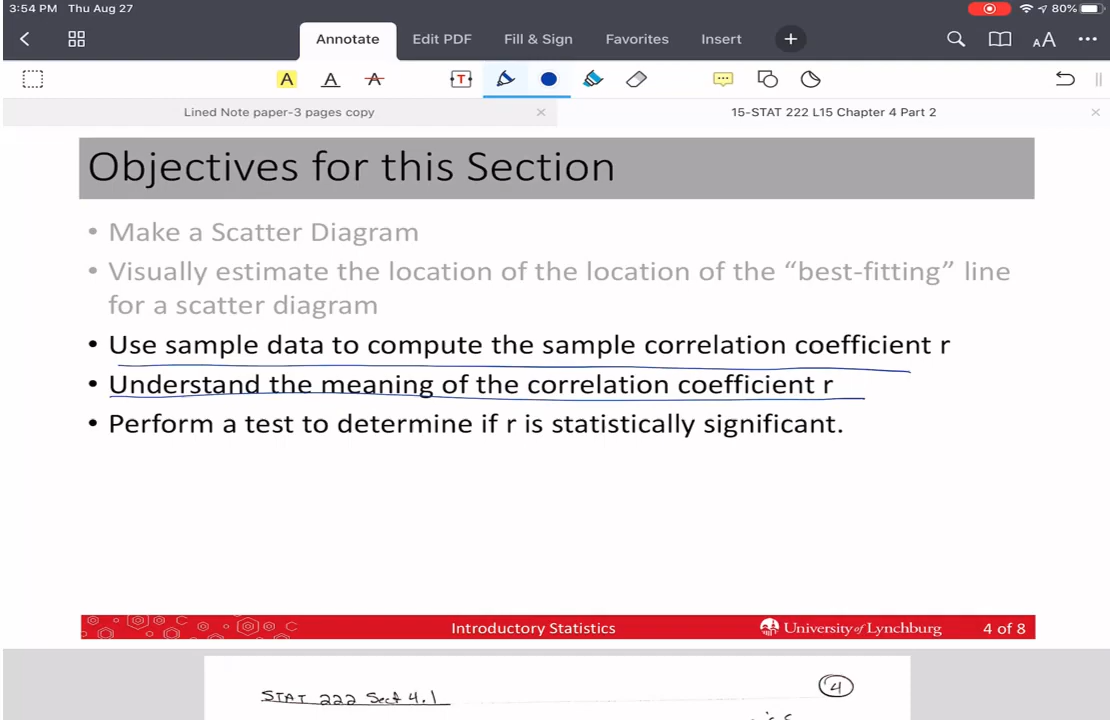 3:54 PM Thu Aug 27
80%
Annotate
Edit PDF
Fill & Sign
Favorites
Insert
AA
A
A
A
T
Lined Note paper-3 pages copy
15-STAT 222 L15 Chapter 4 Part 2
Objectives for this Section
• Make a Scatter Diagram
• Visually estimate the location of the location of the “best-fitting” line
for a scatter diagram
• Use sample data to compute the sample correlation coefficient r
• Understand the meaning of the correlation coefficient r
• Perform a test to determine if r is statistically significant.
Introductory Statistics
University of Lynchburg
4 of 8
STAT 222 Sect 4.1
4